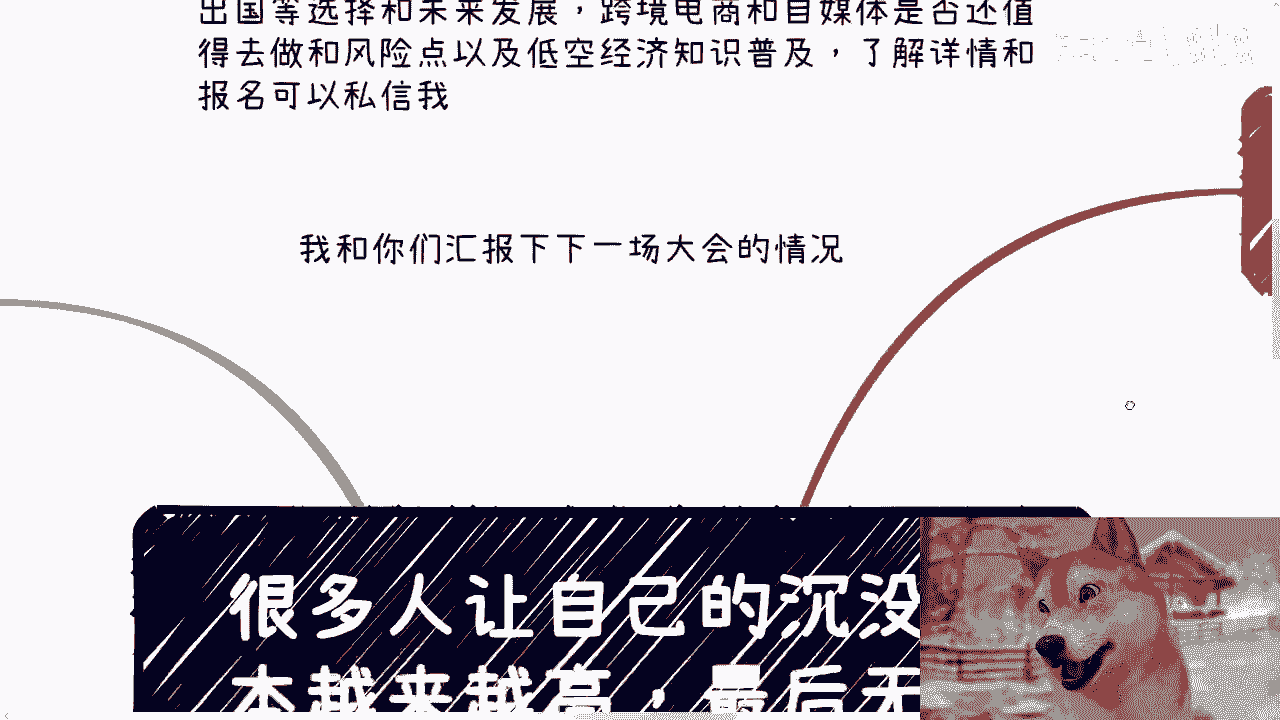 出国等选择和未来发展，跨境电商和自媒体是否还值
得去做和风险点以及低空经济知识普及，了解详情和
报名可以私信我
我和你们汇报下下一场大会的情况
很多人让自己的沉没
本越来越高，最后无